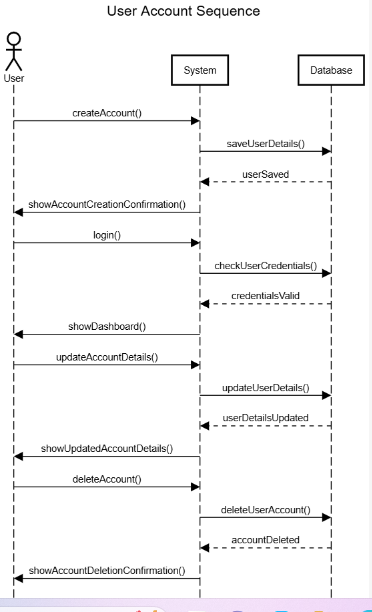 User Account Sequence
User
System
Database
createAccount()
saveUserDetails()
userSaved
showAccountCreationConfirmation()
login()
checkUserCredentials()
credentialsValid
showDashboard()
updateAccountDetails()
updateUserDetails()
userDetailsUpdated
showUpdatedAccountDetails()
deleteAccount()
deleteUserAccount()
accountDeleted
showAccountDeletionConfirmation()